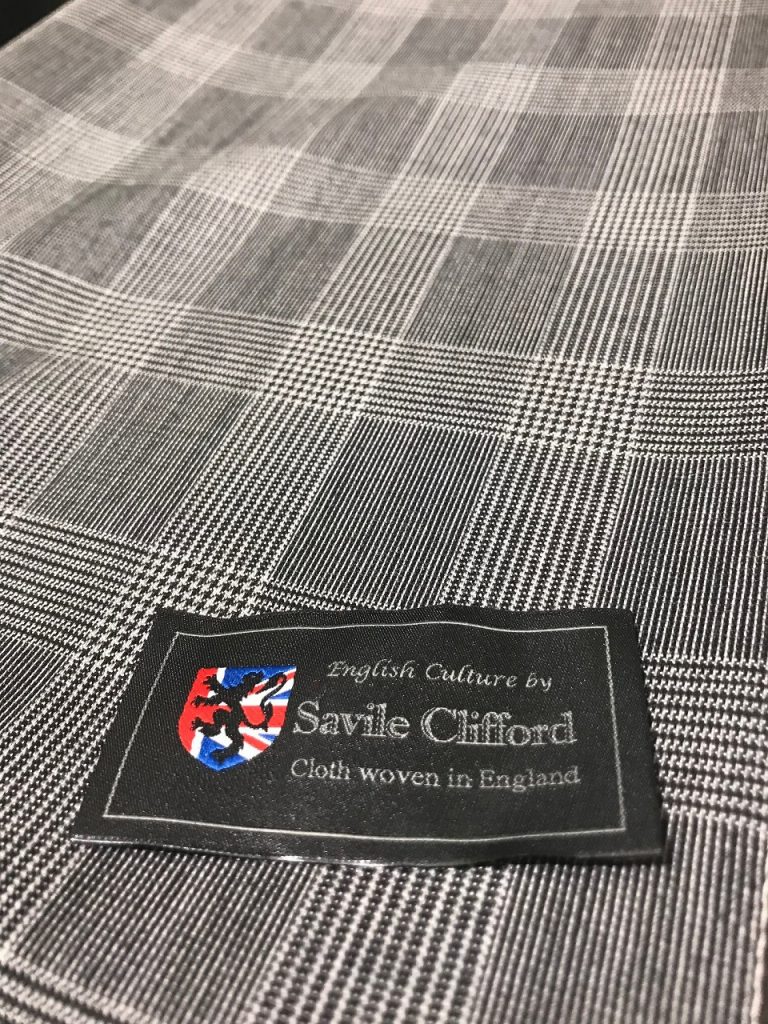 English Culture by
Savile Clifford
Cloth woven in England